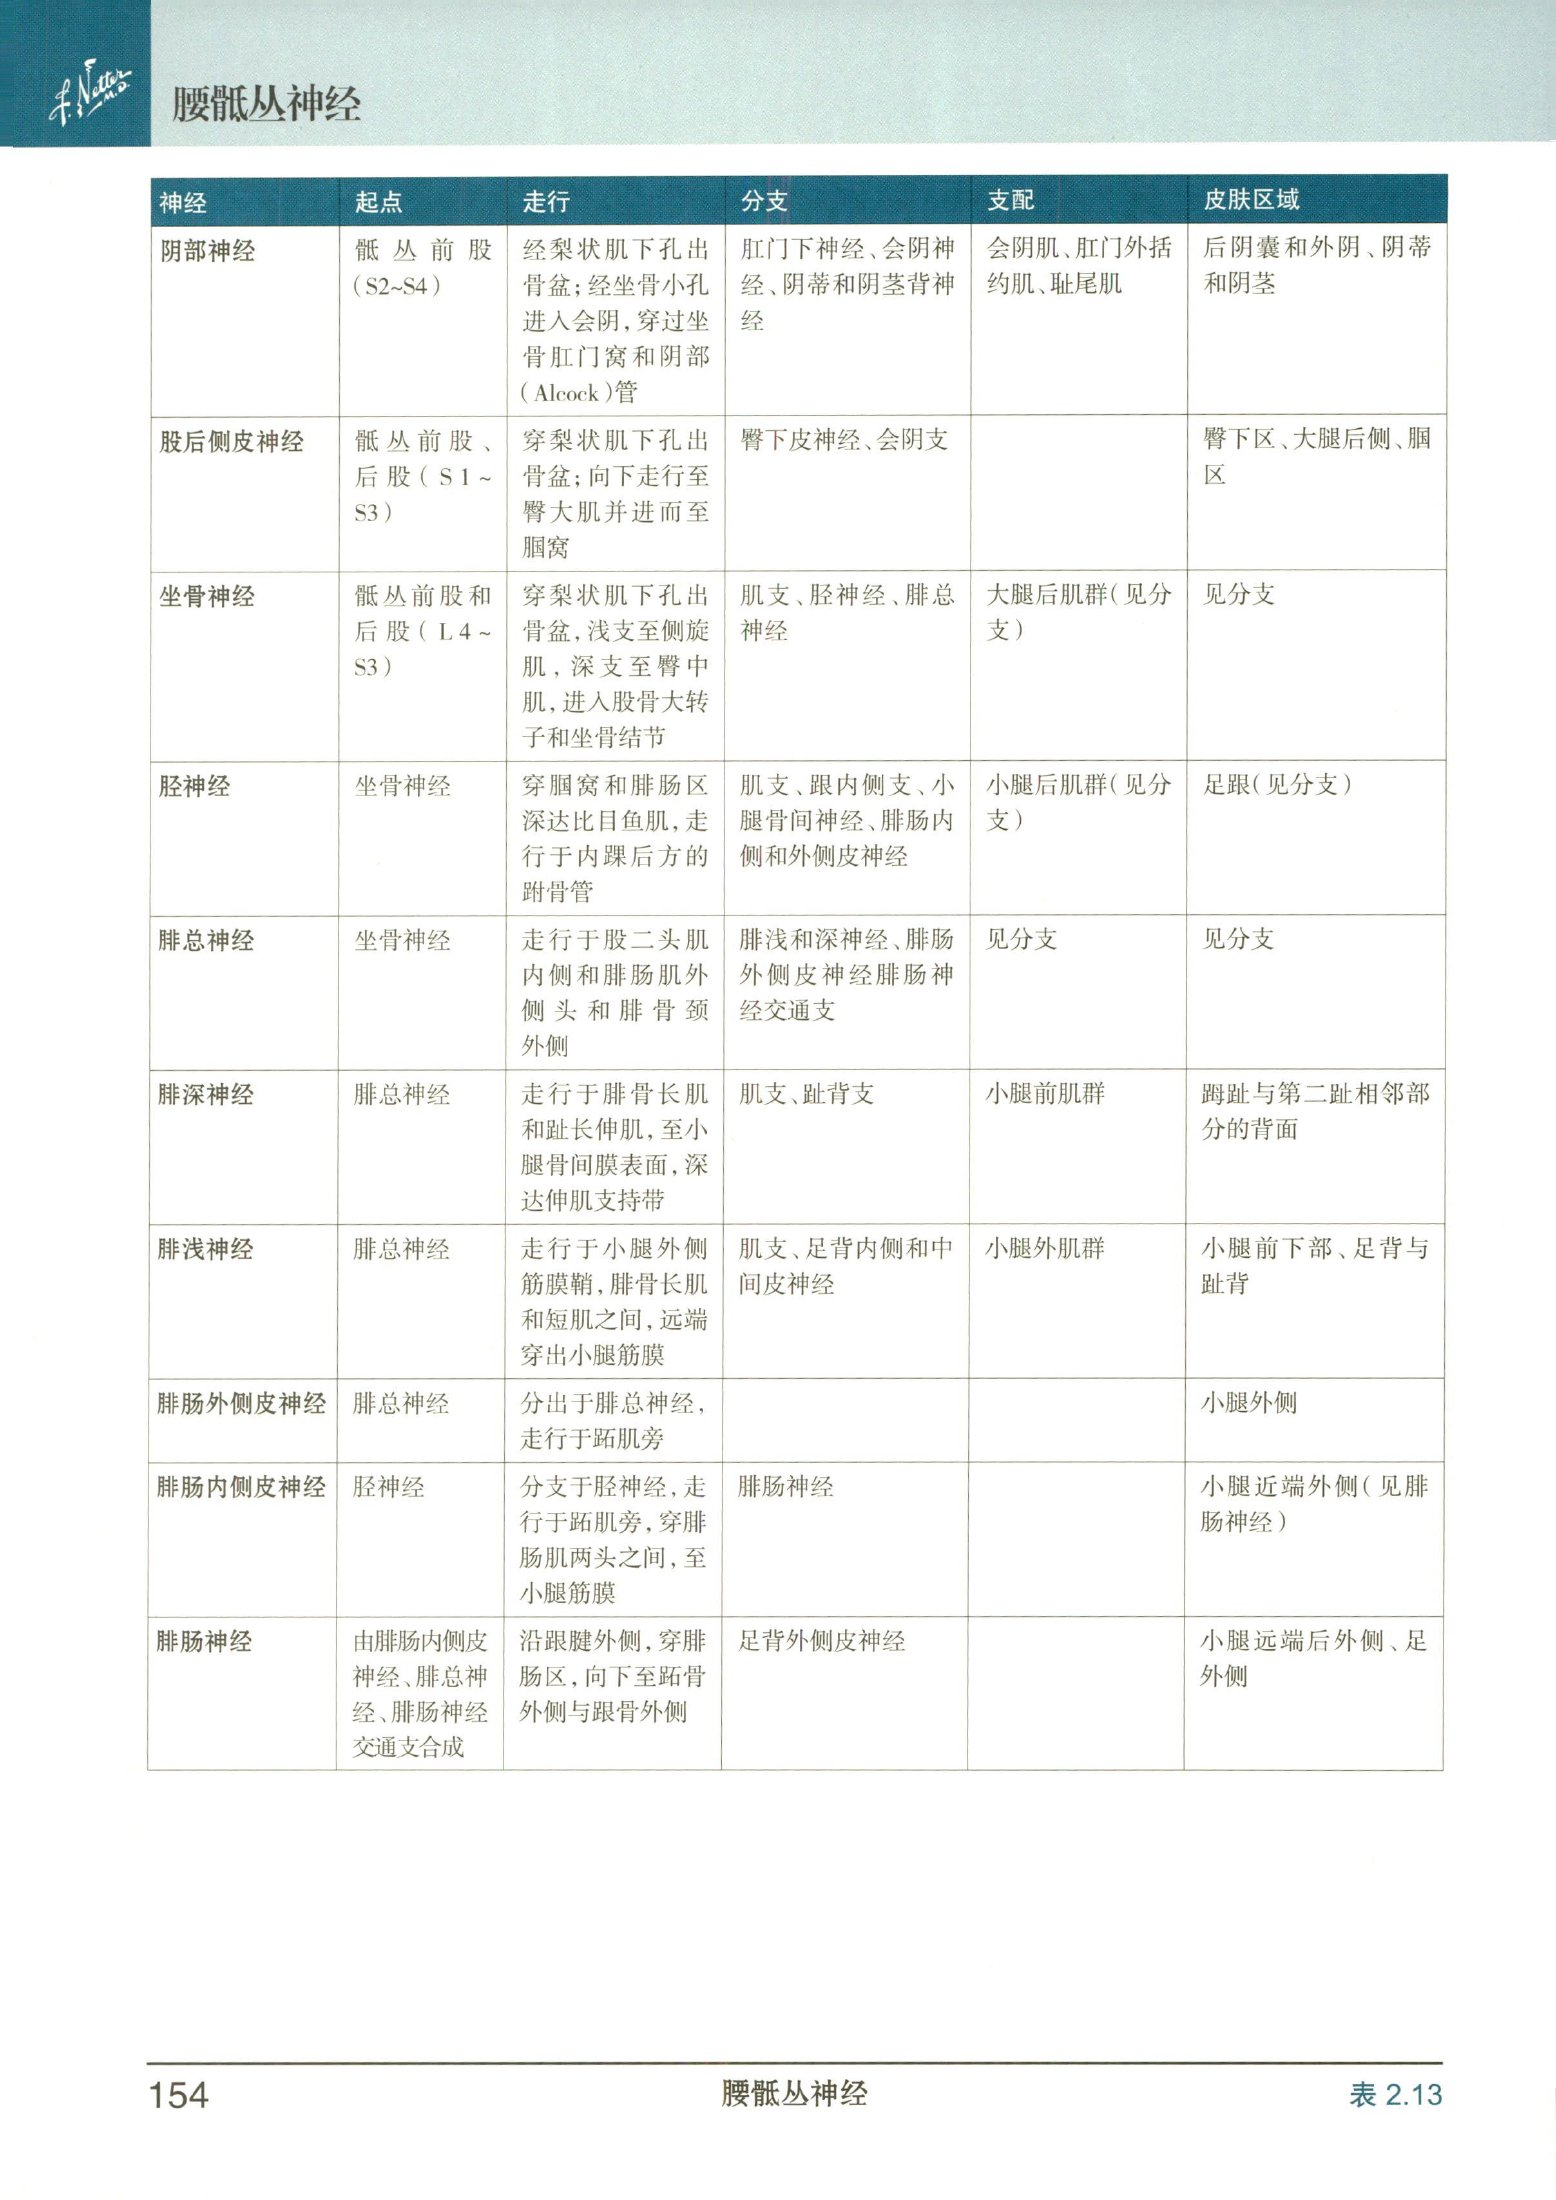 F. Netter M.D.
腰骶丛神经
神经 起点 走行 分支 支配 皮肤区域
阴部神经
骶丛前股
(S2~S4)
经梨状肌下孔出
骨盆;经坐骨小孔
进入会阴,穿过坐
骨肛门窝和阴部
(Alcock)管
肛门下神经、会阴神
经、阴蒂和阴茎背神
经
会阴肌、肛门外括
约肌、耻尾肌
后阴囊和外阴、阴蒂
和阴茎
股后侧皮神经
骶丛前股、
后股(S1~
S3)
穿梨状肌下孔出
骨盆;向下走行至
臀大肌并进而至
腘窝
臀下皮神经、会阴支
臀下区、大腿后侧、腘
区
坐骨神经
骶丛前股和
后股(L4~
S3)
穿梨状肌下孔出
骨盆,浅支至侧旋
肌,深支至臀中
肌,进入股骨大转
子和坐骨结节
肌支、胫神经、腓总
神经
大腿后肌群(见分
支)
见分支
胫神经
坐骨神经
穿腘窝和腓肠区
深达比目鱼肌,走
行于内踝后方的
跗骨管
肌支、跟内侧支、小
腿骨间神经、腓肠内
侧和外侧皮神经
小腿后肌群(见分
支)
足跟(见分支)
腓总神经
坐骨神经
走行于股二头肌
内侧和腓肠肌外
侧头和腓骨颈
外侧
腓浅和深神经、腓肠
外侧皮神经腓肠神
经交通支
见分支
见分支
腓深神经
腓总神经
走行于腓骨长肌
和趾长伸肌,至小
腿骨间膜表面,深
达伸肌支持带
肌支、趾背支
小腿前肌群
踇趾与第二趾相邻部
分的背面
腓浅神经
腓总神经
走行于小腿外侧
筋膜鞘,腓骨长肌
和短肌之间,远端
穿出小腿筋膜
肌支、足背内侧和中
间皮神经
小腿外肌群
小腿前下部、足背与
趾背
腓肠外侧皮神经
腓总神经
分出于腓总神经,
走行于跖肌旁
小腿外侧
腓肠内侧皮神经
胫神经
分支于胫神经,走
行于跖肌旁,穿腓
肠肌两头之间,至
小腿筋膜
腓肠神经
小腿近端外侧(见腓
肠神经)
腓肠神经
由腓肠内侧皮
神经、腓总神
经、腓肠神经
交通支合成
沿跟腱外侧,穿腓
肠区,向下至跖骨
外侧与跟骨外侧
足背外侧皮神经
小腿远端后外侧、足
外侧
154 腰骶丛神经 表 2.13